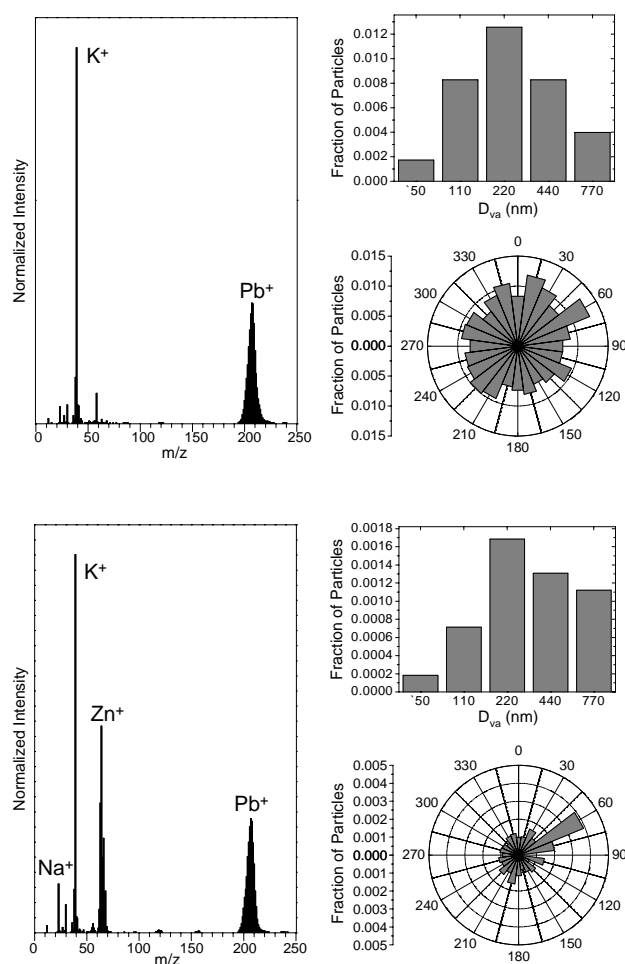 Normalized Intensity
K⁺
Pb⁺
0 50 100 150 200 250
m/z
Fraction of Particles
0.012
0.010
0.008
0.006
0.004
0.002
0.000
`50 110 220 440 770
Dva (nm)
Fraction of Particles
0.015
0.010
0.005
0.000
0.005
0.010
0.015
0
30
60
90
120
150
180
210
240
270
300
330
Normalized Intensity
K⁺
Zn⁺
Pb⁺
Na⁺
0 50 100 150 200 250
m/z
Fraction of Particles
0.0018
0.0016
0.0014
0.0012
0.0010
0.0008
0.0006
0.0004
0.0002
0.0000
`50 110 220 440 770
Dva (nm)
Fraction of Particles
0.005
0.004
0.003
0.002
0.001
0.000
0.001
0.002
0.003
0.004
0.005
0
30
60
90
120
150
180
210
240
270
300
330